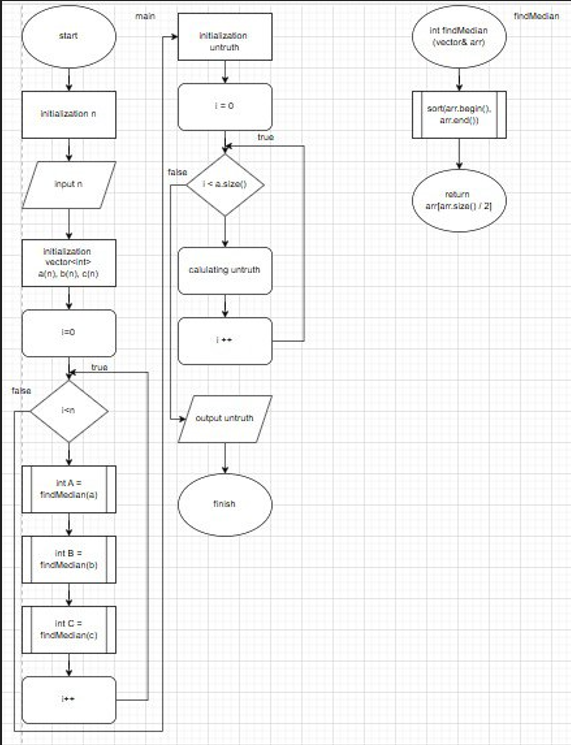 main
start
initialization n
input n
initialization
vector<int>
a(n), b(n), c(n)
i=0
true
false
i<n
int A =
findMedian(a)
int B =
findMedian(b)
int C =
findMedian(c)
i++
initialization
untruth
i = 0
true
false
i < a.size()
calulating untruth
i ++
output untruth
finish
findMedian
int findMedian
(vector& arr)
sort(arr.begin(),
arr.end())
return
arr[arr.size() / 2]